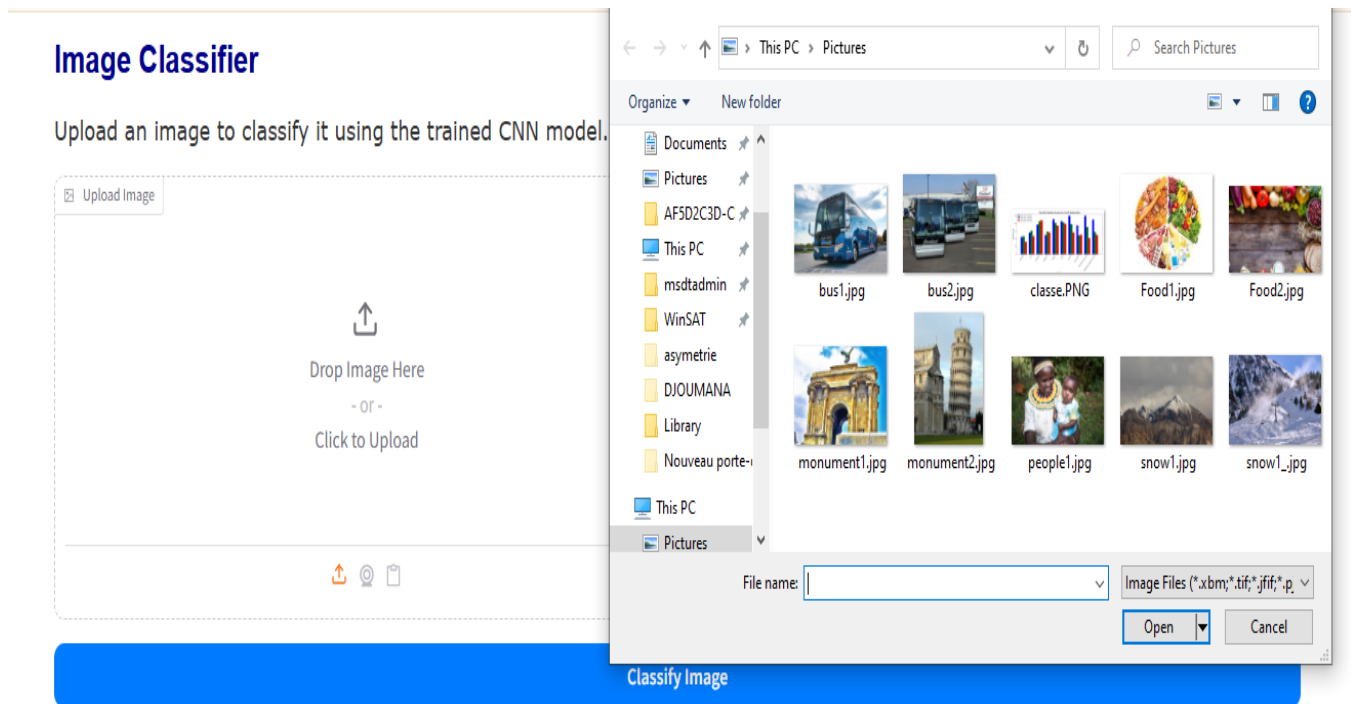 Image Classifier
Upload an image to classify it using the trained CNN model.
Upload Image
Drop Image Here
- or -
Click to Upload
Classify Image
This PC > Pictures
Search Pictures
Organize
New folder
Documents
Pictures
AF5D2C3D-C
This PC
msdtadmin
WinSAT
asymetrie
DJOUMANA
Library
Nouveau porte-
This PC
Pictures
bus1.jpg
bus2.jpg
classe.PNG
Food1.jpg
Food2.jpg
monument1.jpg
monument2.jpg
people1.jpg
snow1.jpg
snow1_.jpg
File name:
Image Files (*.xbm;*.tif;*.jfif;*.p
Open
Cancel